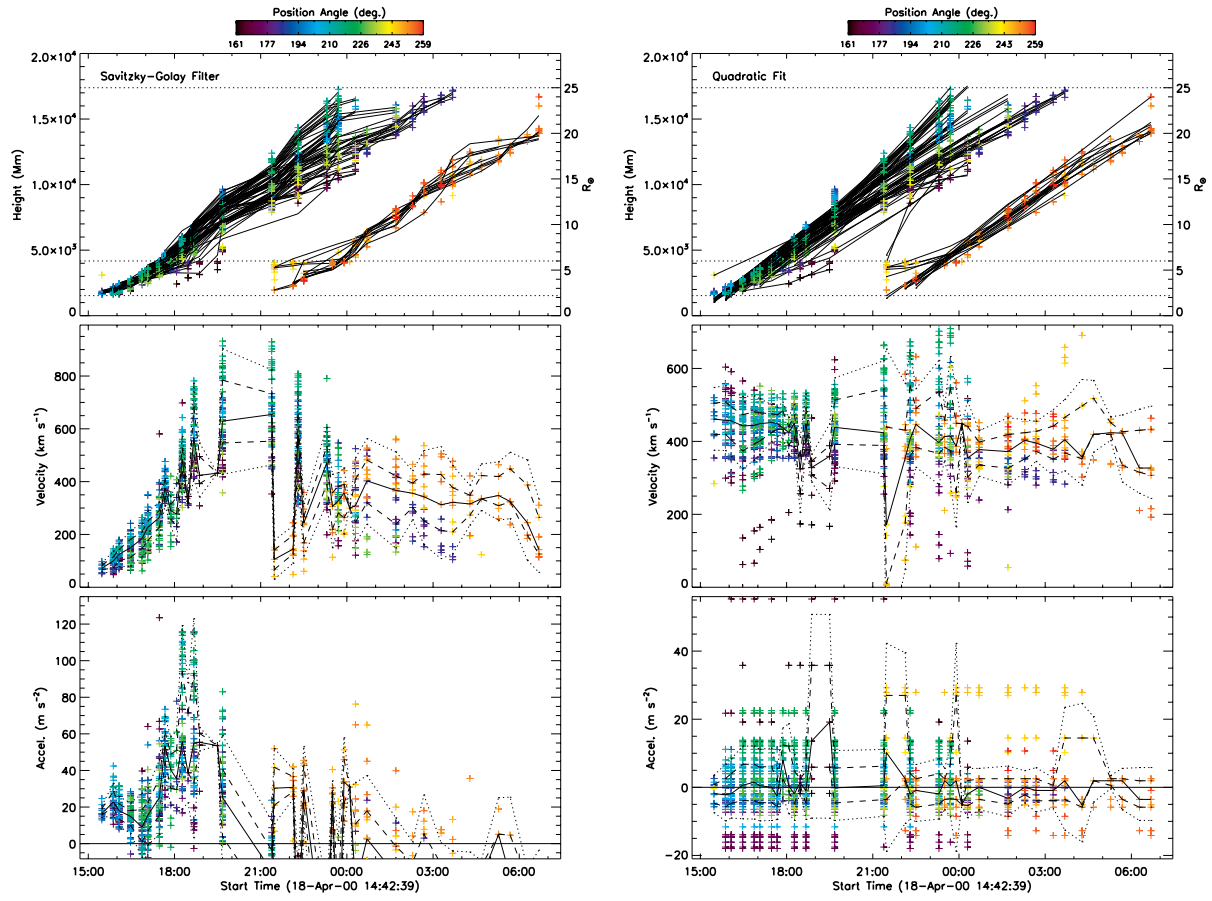 Position Angle (deg.)
161 177 194 210 226 243 259
Savitzky-Golay Filter
2.0×10⁴
1.5×10⁴
1.0×10⁴
5.0×10³
0
Height (Mm)
25
20
15
10
5
0
R⊙
800
600
400
200
0
Velocity (km s⁻¹)
120
100
80
60
40
20
0
Accel. (m s⁻²)
15:00 18:00 21:00 00:00 03:00 06:00
Start Time (18-Apr-00 14:42:39)
Position Angle (deg.)
161 177 194 210 226 243 259
Quadratic Fit
2.0×10⁴
1.5×10⁴
1.0×10⁴
5.0×10³
0
Height (Mm)
25
20
15
10
5
0
R⊙
600
400
200
0
Velocity (km s⁻¹)
40
20
0
-20
Accel. (m s⁻²)
15:00 18:00 21:00 00:00 03:00 06:00
Start Time (18-Apr-00 14:42:39)